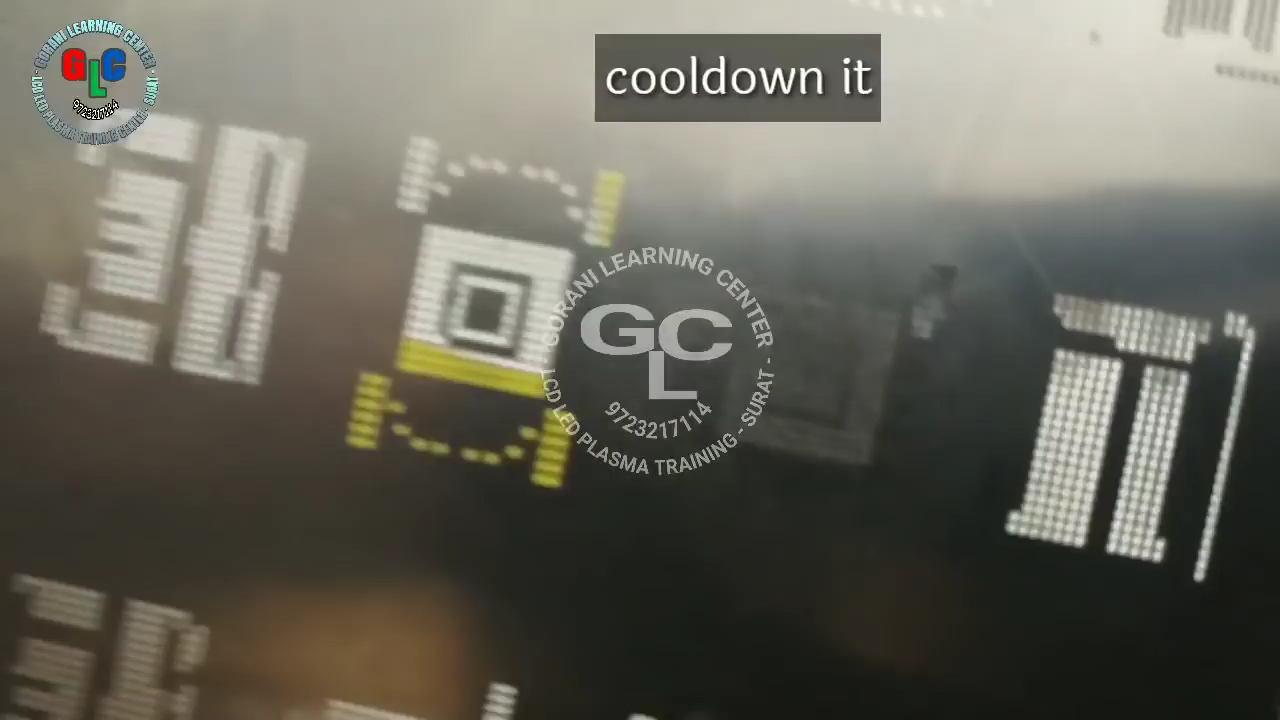 GORANI LEARNING CENTER
GLC
9723217114
LCD LED PLASMA TRAINING CENTER - SURAT
cooldown it
GORANI LEARNING CENTER
GCL
9723217114
LCD LED PLASMA TRAINING - SURAT -